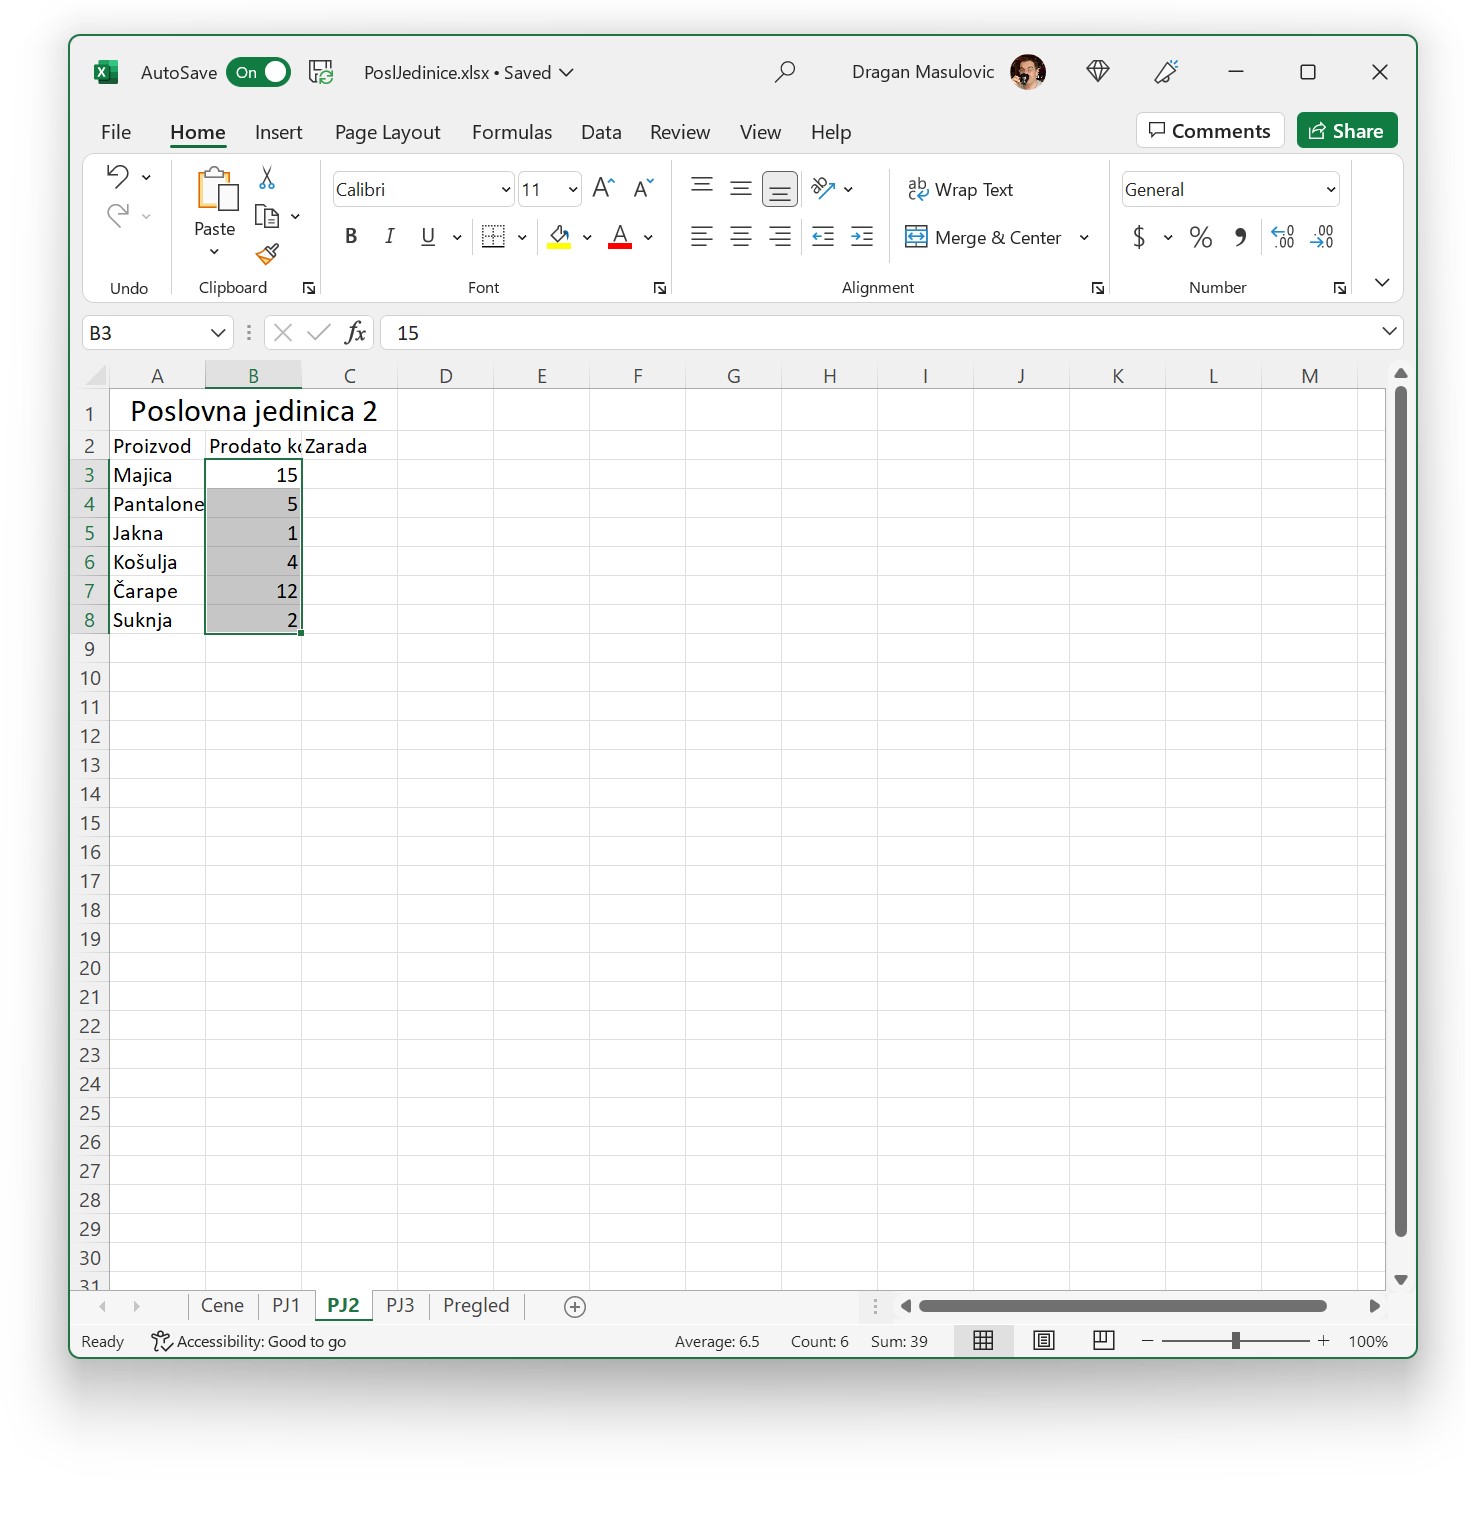 AutoSave On PoslJedinice.xlsx • Saved Dragan Masulovic
File Home Insert Page Layout Formulas Data Review View Help Comments Share
Calibri 11 Wrap Text General
Paste B I U A Merge & Center $ % .00
Undo Clipboard Font Alignment Number
B3 fx 15
A B C D E F G H I J K L M
1 Poslovna jedinica 2
2 Proizvod Prodato Zarada
3 Majica 15
4 Pantalone 5
5 Jakna 1
6 Košulja 4
7 Čarape 12
8 Suknja 2
9
10
11
12
13
14
15
16
17
18
19
20
21
22
23
24
25
26
27
28
29
30
31
Cene PJ1 PJ2 PJ3 Pregled
Ready Accessibility: Good to go Average: 6.5 Count: 6 Sum: 39 100%